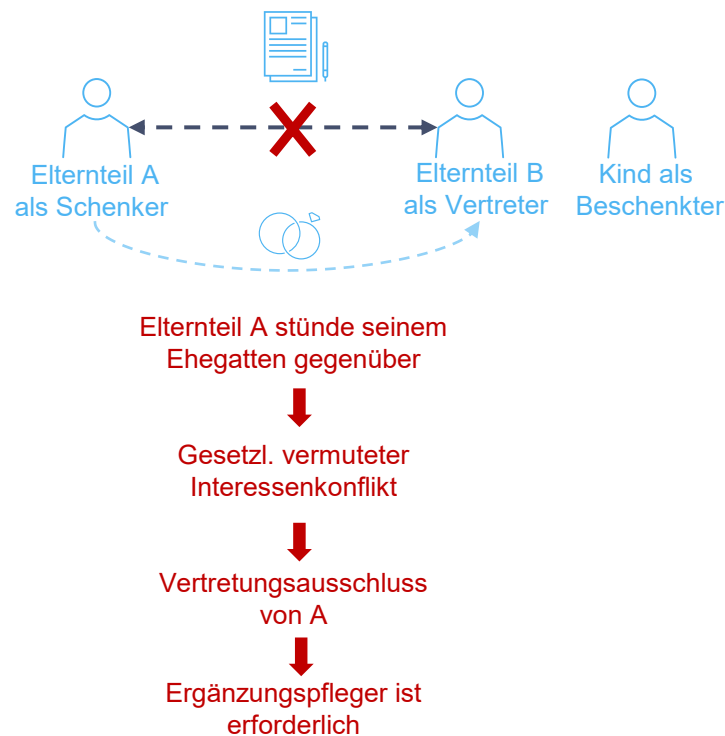 Elternteil A
als Schenker
Elternteil B
als Vertreter
Kind als
Beschenkter
Elternteil A stünde seinem
Ehegatten gegenüber
Gesetzl. vermuteter
Interessenkonflikt
Vertretungsausschluss
von A
Ergänzungspfleger ist
erforderlich